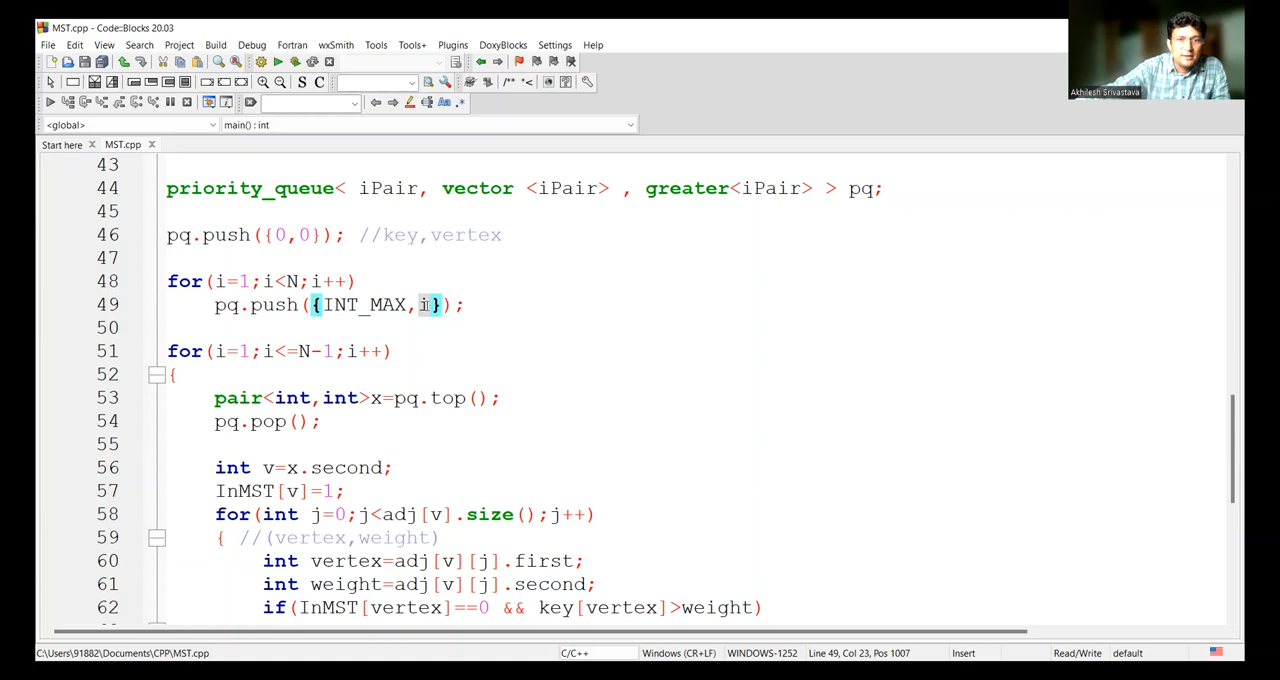 MST.cpp - Code::Blocks 20.03
File Edit View Search Project Build Debug Fortran wxSmith Tools Tools+ Plugins DoxyBlocks Settings Help
S C /** *<
Aa .*
<global> main() : int
Start here MST.cpp
Akhilesh Srivastava
43
44 priority_queue< iPair, vector <iPair> , greater<iPair> > pq;
45
46 pq.push({0,0}); //key,vertex
47
48 for(i=1;i<N;i++)
49 pq.push({INT_MAX,i});
50
51 for(i=1;i<=N-1;i++)
52 {
53 pair<int,int>x=pq.top();
54 pq.pop();
55
56 int v=x.second;
57 InMST[v]=1;
58 for(int j=0;j<adj[v].size();j++)
59 { //(vertex,weight)
60 int vertex=adj[v][j].first;
61 int weight=adj[v][j].second;
62 if(InMST[vertex]==0 && key[vertex]>weight)
C:\Users\91882\Documents\CPP\MST.cpp C/C++ Windows (CR+LF) WINDOWS-1252 Line 49, Col 23, Pos 1007 Insert Read/Write default